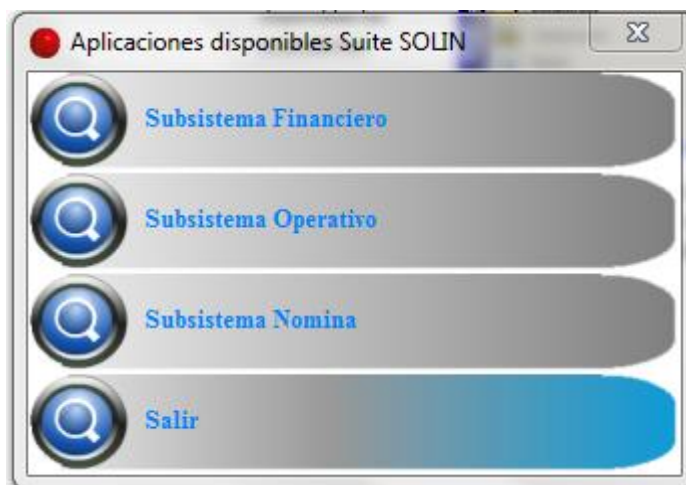 Aplicaciones disponibles Suite SOLIN
Subsistema Financiero
Subsistema Operativo
Subsistema Nomina
Salir